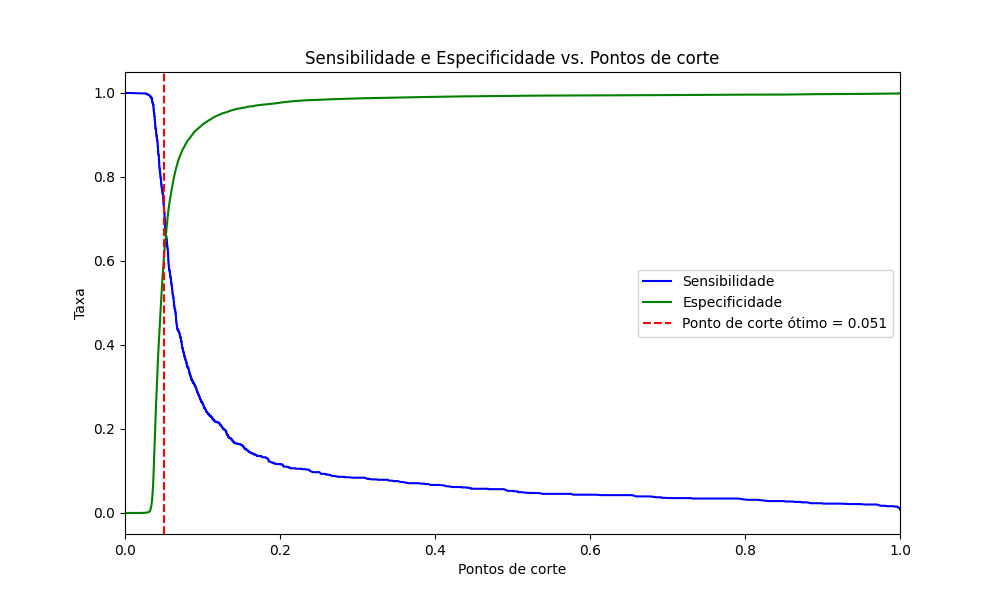 Sensibilidade e Especificidade vs. Pontos de corte
1.0
0.8
0.6
0.4
0.2
0.0
Taxa
Sensibilidade
Especificidade
Ponto de corte ótimo = 0.051
0.0 0.2 0.4 0.6 0.8 1.0
Pontos de corte